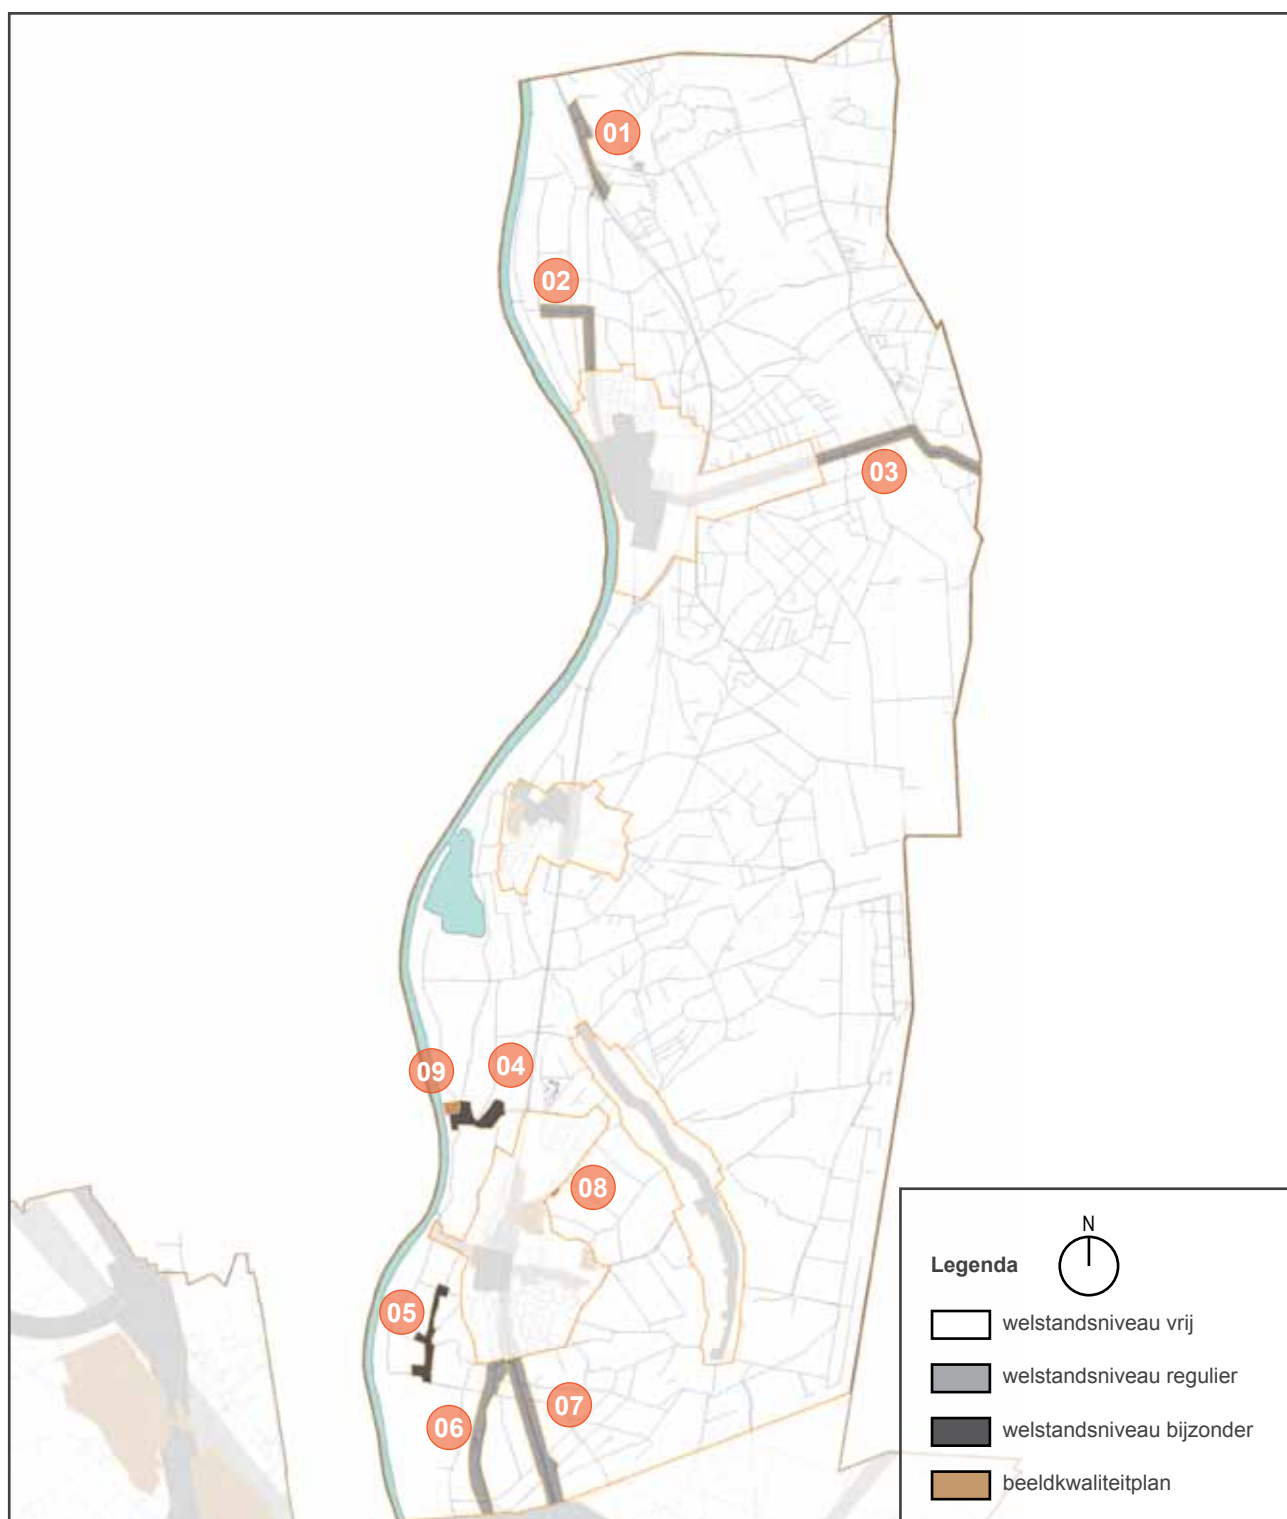 01
02
03
09
04
08
05
06
07
N
Legenda
welstandsniveau vrij
welstandsniveau regulier
welstandsniveau bijzonder
beeldkwaliteitplan